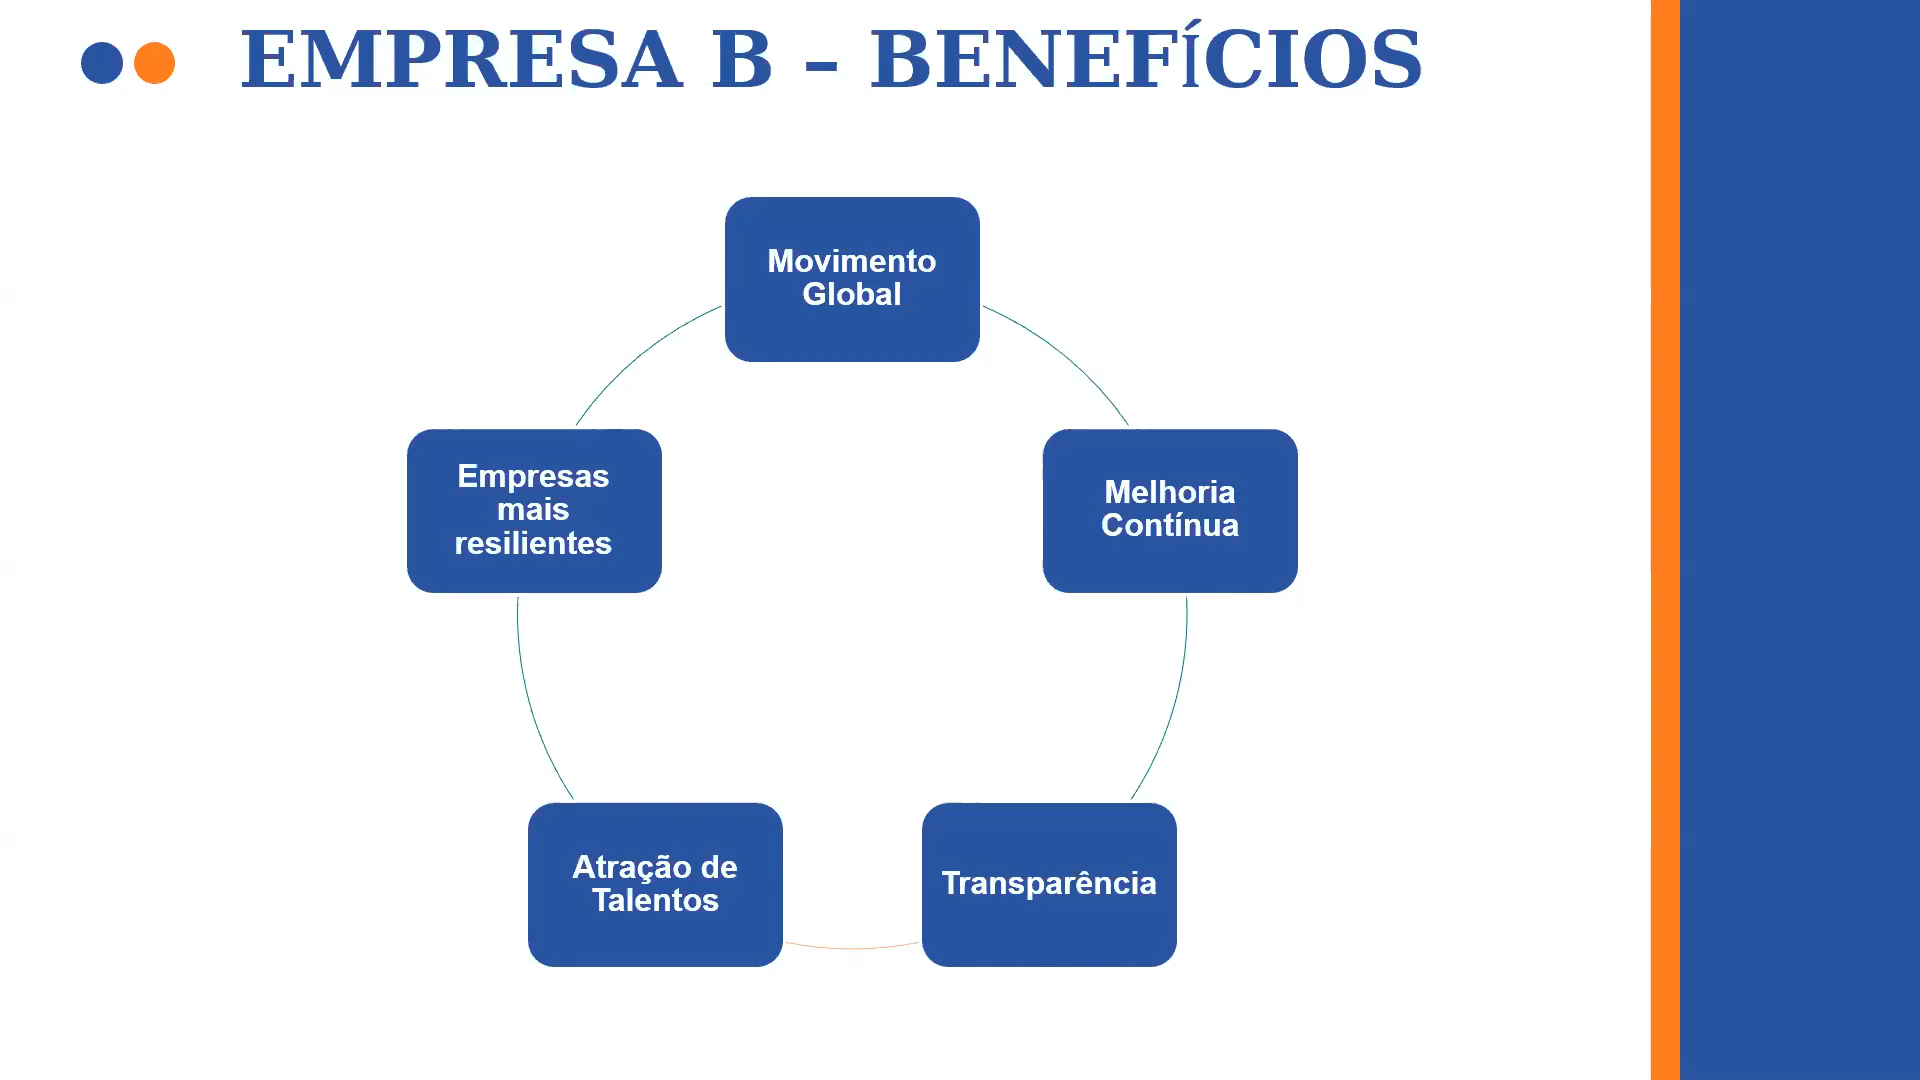 EMPRESA B – BENEFÍCIOS
Movimento
Global
Melhoria
Contínua
Transparência
Atração de
Talentos
Empresas
mais
resilientes